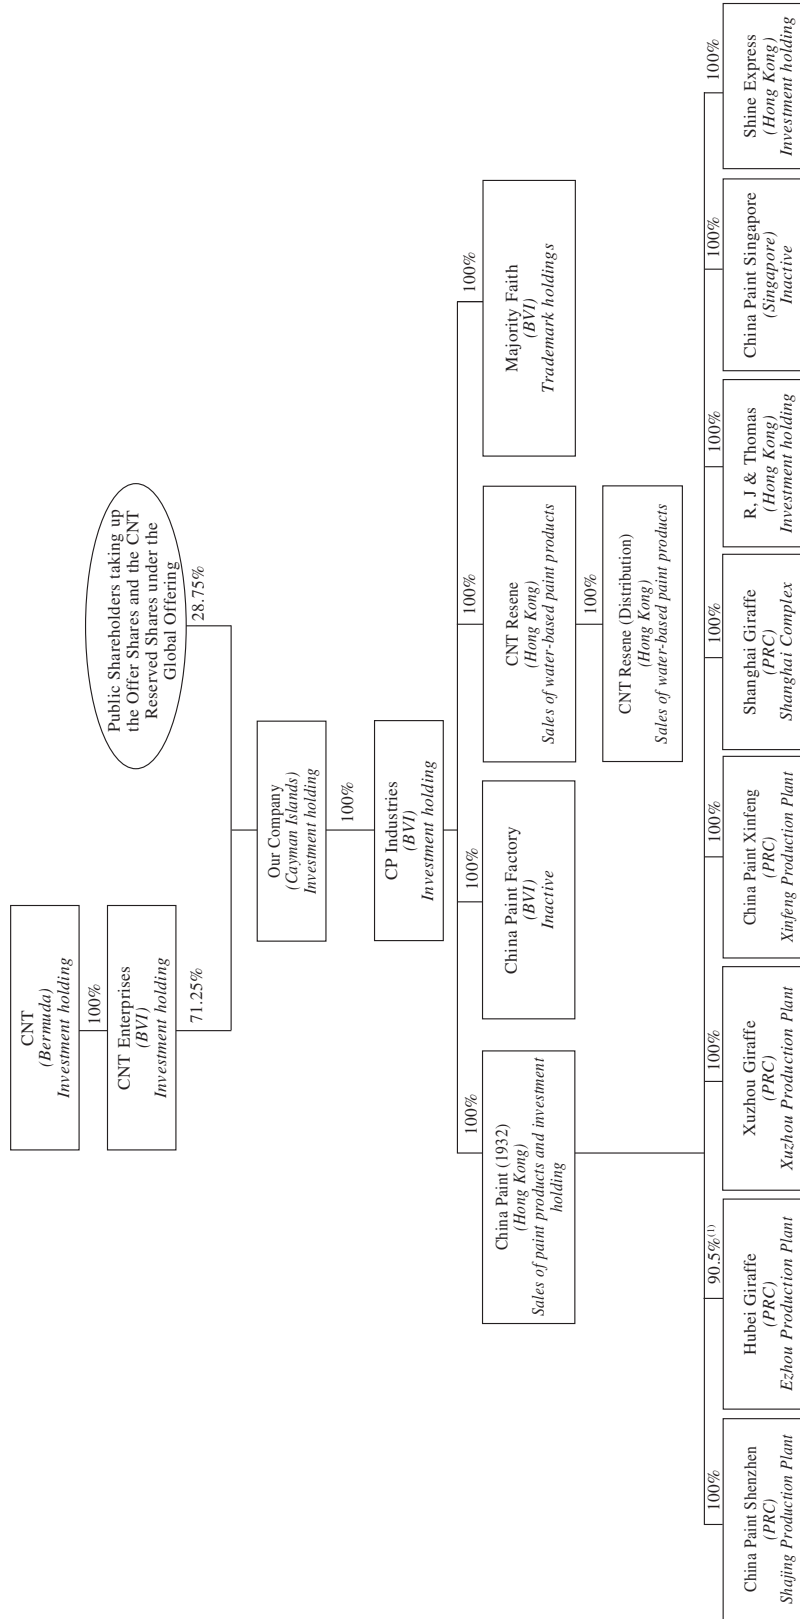 CNT
(Bermuda)
Investment holding
100%
CNT Enterprises
(BVI)
Investment holding
71.25%
Public Shareholders taking up
the Offer Shares and the CNT
Reserved Shares under the
Global Offering
28.75%
Our Company
(Cayman Islands)
Investment holding
100%
CP Industries
(BVI)
Investment holding
100%
China Paint (1932)
(Hong Kong)
Sales of paint products and investment
holding
100%
China Paint Factory
(BVI)
Inactive
100%
CNT Resene
(Hong Kong)
Sales of water-based paint products
100%
Majority Faith
(BVI)
Trademark holdings
100%
CNT Resene (Distribution)
(Hong Kong)
Sales of water-based paint products
100%
China Paint Shenzhen
(PRC)
Shajing Production Plant
90.5%(1)
Hubei Giraffe
(PRC)
Ezhou Production Plant
100%
Xuzhou Giraffe
(PRC)
Xuzhou Production Plant
100%
China Paint Xinfeng
(PRC)
Xinfeng Production Plant
100%
Shanghai Giraffe
(PRC)
Shanghai Complex
100%
R, J & Thomas
(Hong Kong)
Investment holding
100%
China Paint Singapore
(Singapore)
Inactive
100%
Shine Express
(Hong Kong)
Investment holding